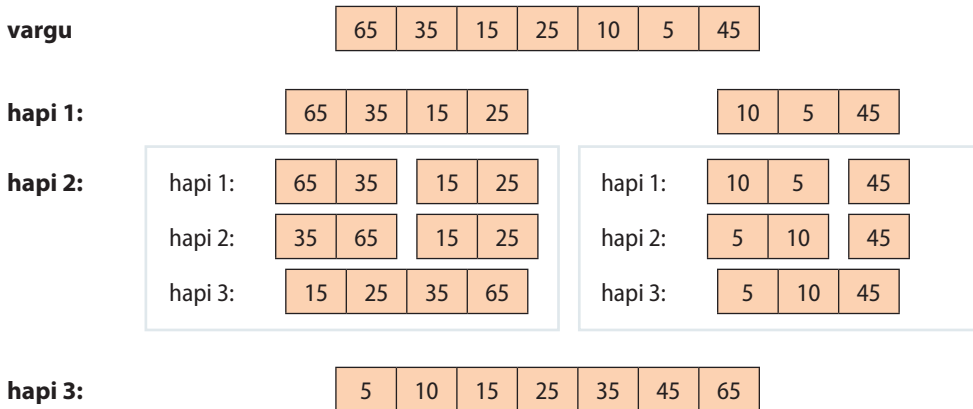 vargu 65 35 15 25 10 5 45
hapi 1: 65 35 15 25 10 5 45
hapi 2: hapi 1: 65 35 15 25 hapi 1: 10 5 45
hapi 2: 35 65 15 25 hapi 2: 5 10 45
hapi 3: 15 25 35 65 hapi 3: 5 10 45
hapi 3: 5 10 15 25 35 45 65